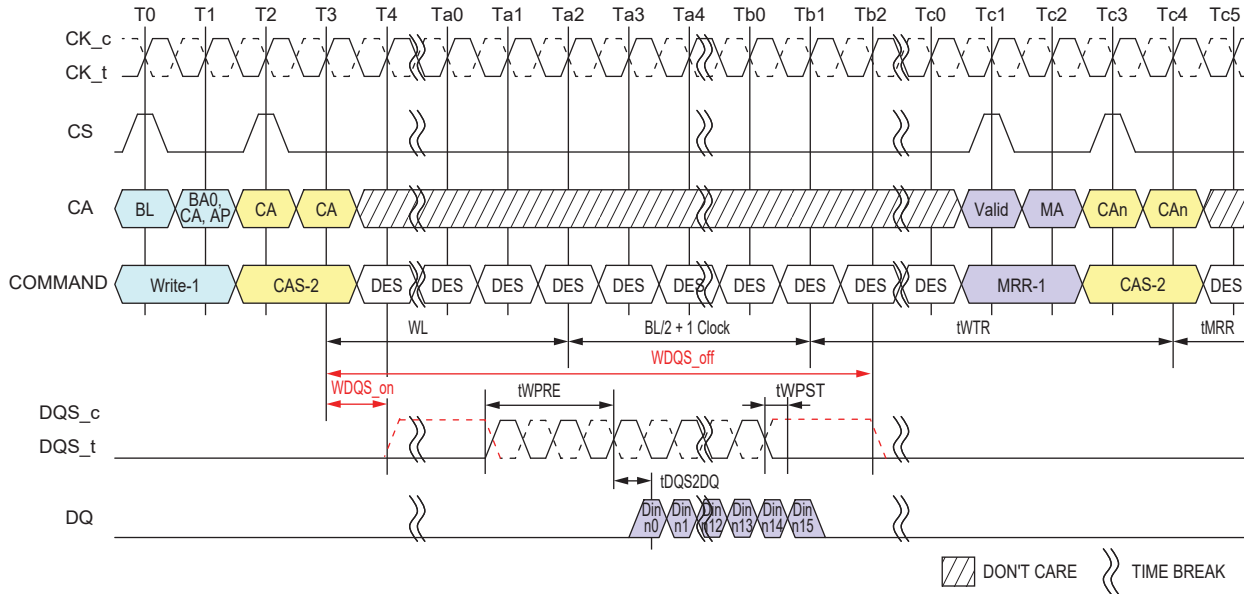 T0 T1 T2 T3 T4 Ta0 Ta1 Ta2 Ta3 Ta4 Tb0 Tb1 Tb2 Tc0 Tc1 Tc2 Tc3 Tc4 Tc5
CK_c
CK_t
CS
CA BL BA0, CA, AP CA CA Valid MA CAn CAn
COMMAND Write-1 CAS-2 DES DES DES DES DES DES DES DES DES DES MRR-1 CAS-2 DES
WL BL/2 + 1 Clock tWTR tMRR
WDQS_off
WDQS_on tWPRE tWPST
DQS_c
DQS_t
tDQS2DQ
DQ Din n0 Din n1 Din n12 Din n13 Din n14 Din n15
DON'T CARE TIME BREAK